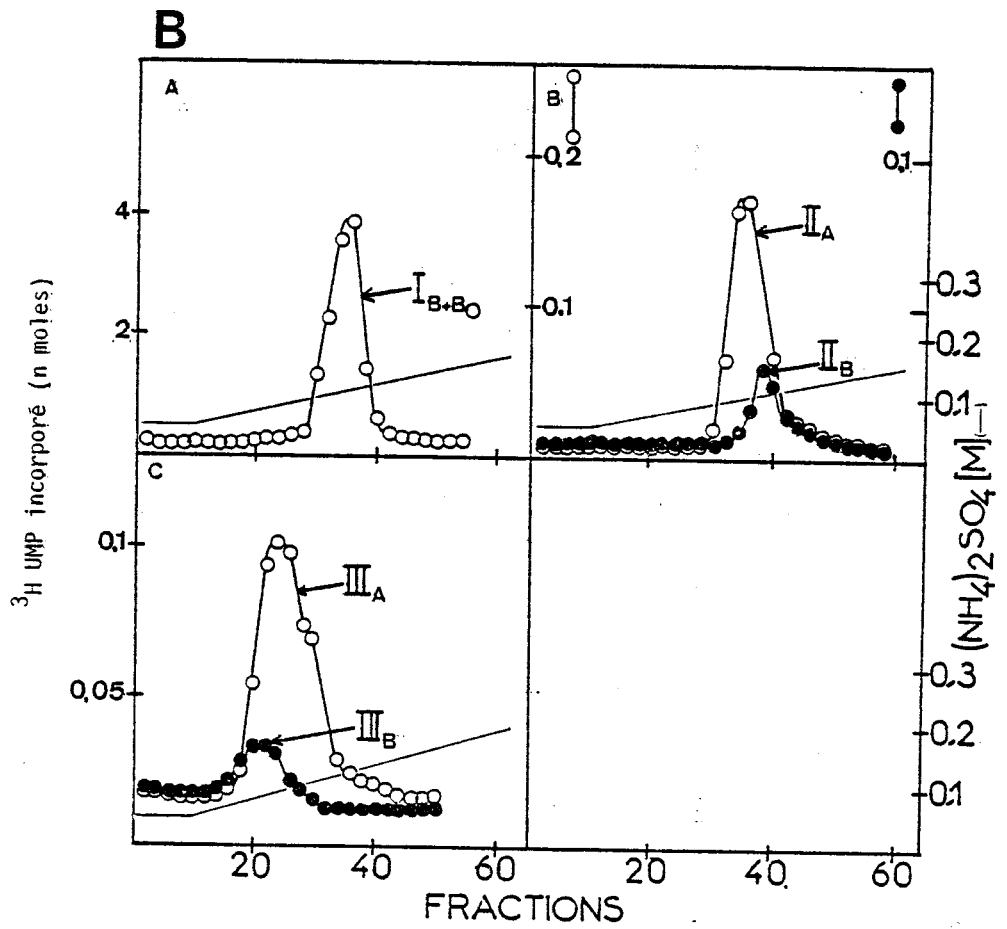 B
A
4
2
I B+B
B
0.2
0.1
0.1
II A
II B
0.3
0.2
0.1
C
0.1
0.05
III A
III B
0.3
0.2
0.1
20
40
60
20
40
60
FRACTIONS
³H UMP incorporé (n moles)
(NH₄)₂SO₄ [M]